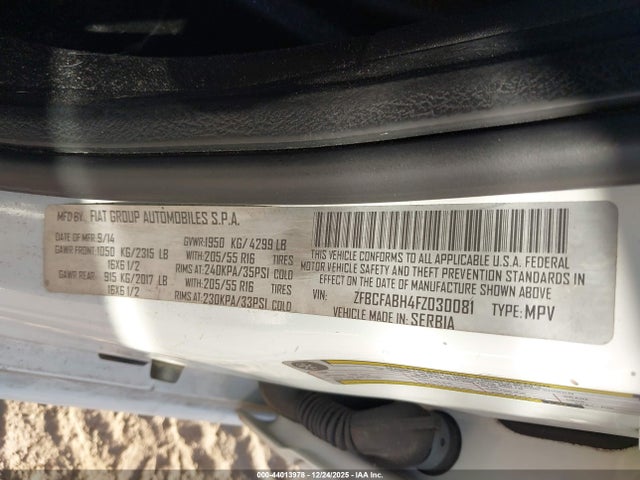 MFD BY. FIAT GROUP AUTOMOBILES S.P.A.
DATE OF MFR: 9/14 GVWR:1950 KG/4299 LB
GAWR FRONT:1050 KG/2315 LB WITH:205/55 R16 TIRES
16X6 1/2 RIMS AT:240KPA/35PSI COLD
GAWR REAR: 915 KG/2017 LB WITH:205/55 R16 TIRES
16X6 1/2 RIMS AT:230KPA/33PSI COLD
THIS VEHICLE CONFORMS TO ALL APPLICABLE U.S.A. FEDERAL
MOTOR VEHICLE SAFETY AND THEFT PREVENTION STANDARDS IN
EFFECT ON THE DATE OF MANUFACTURE SHOWN ABOVE
VIN: ZFBCFABH4FZ030081 TYPE: MPV
VEHICLE MADE IN: SERBIA
000-44013978 - 12/24/2025 - IAA Inc.